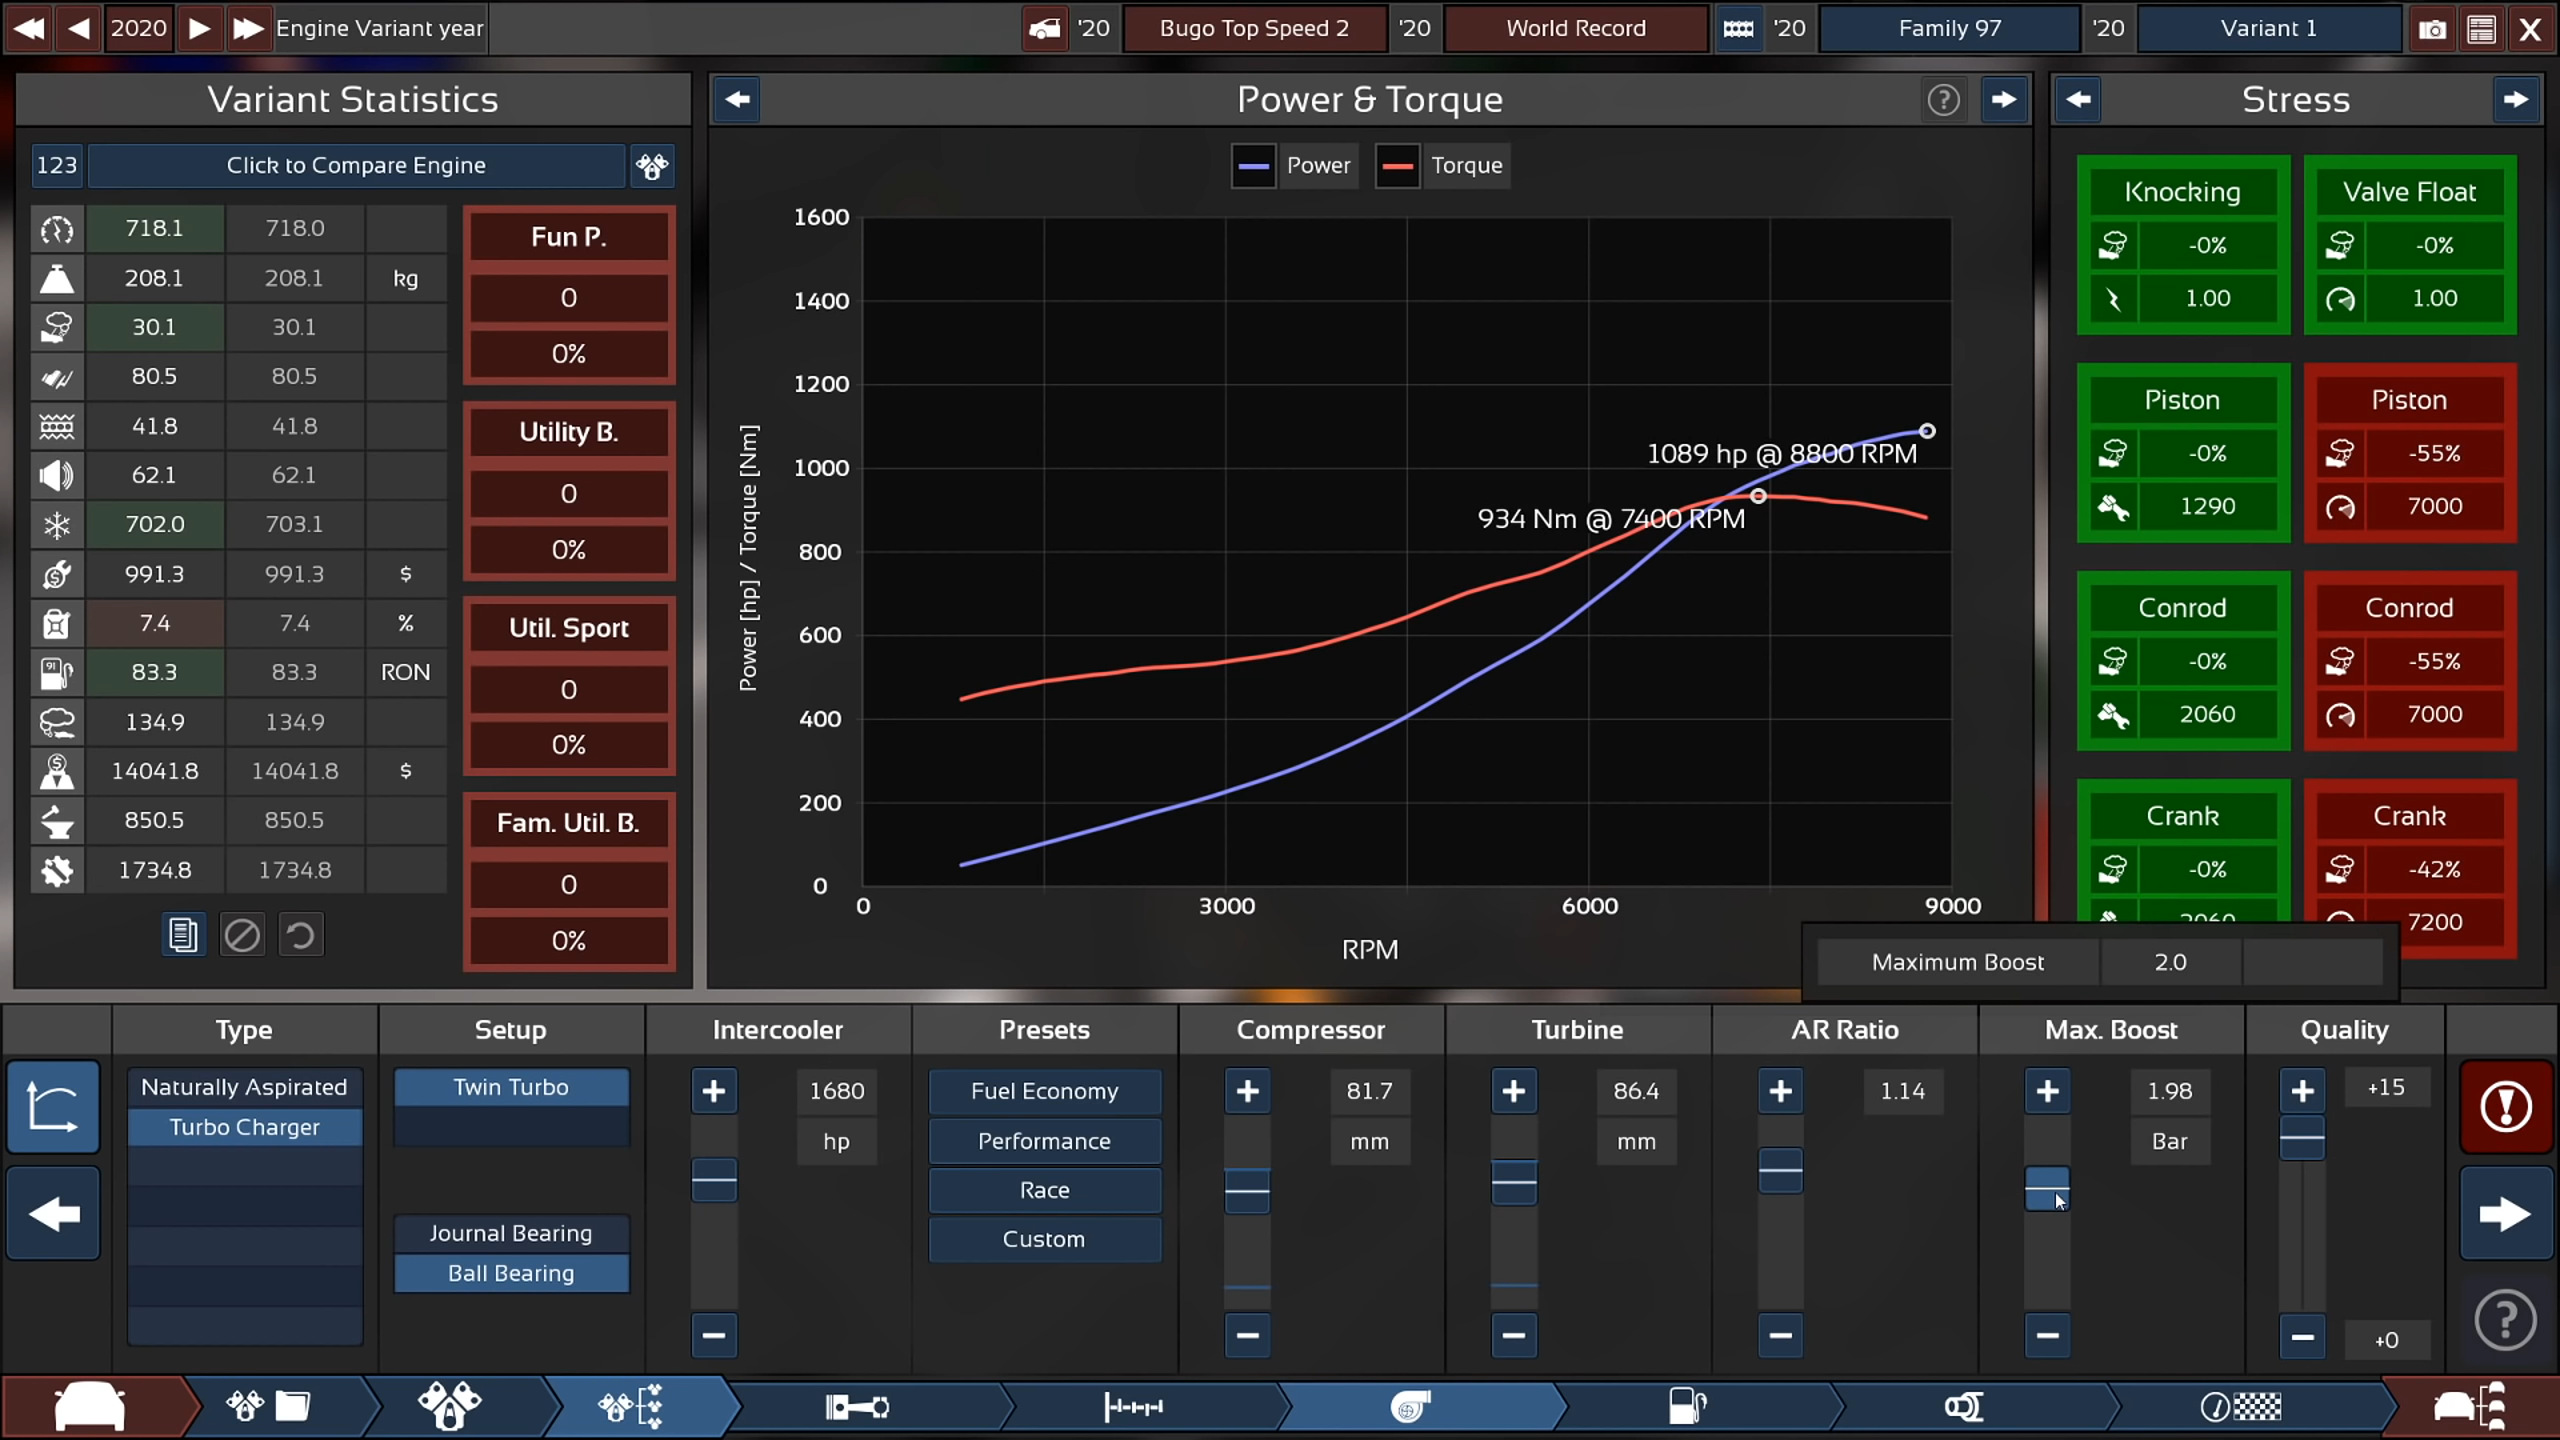 2020 Engine Variant year '20 Bugo Top Speed 2 '20 World Record '20 Family 97 '20 Variant 1 X
Variant Statistics
123 Click to Compare Engine
718.1 718.0
208.1 208.1 kg
30.1 30.1
80.5 80.5
41.8 41.8
62.1 62.1
702.0 703.1
991.3 991.3 $
7.4 7.4 %
91 83.3 83.3 RON
134.9 134.9
14041.8 14041.8 $
850.5 850.5
1734.8 1734.8
Fun P.
0
0%
Utility B.
0
0%
Util. Sport
0
0%
Fam. Util. B.
0
0%
Power & Torque ?
Power Torque
Power [hp] / Torque [Nm]
1600
1400
1200
1000
800
600
400
200
0
1089 hp @ 8800 RPM
934 Nm @ 7400 RPM
0 3000 6000 9000
RPM
Stress
Knocking
-0%
1.00
Valve Float
-0%
1.00
Piston
-0%
1290
Piston
-55%
7000
Conrod
-0%
2060
Conrod
-55%
7000
Crank
-0%
2060
Crank
-42%
7200
Maximum Boost 2.0
Type
Naturally Aspirated
Turbo Charger
Setup
Twin Turbo
Journal Bearing
Ball Bearing
Intercooler
+ 1680
hp
−
Presets
Fuel Economy
Performance
Race
Custom
Compressor
+ 81.7
mm
−
Turbine
+ 86.4
mm
−
AR Ratio
+ 1.14
−
Max. Boost
+ 1.98
Bar
−
Quality
+ +15
− +0
!
?